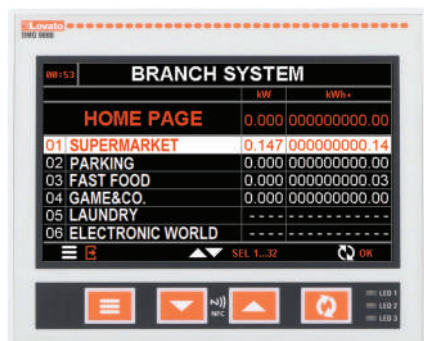 Lovato
DMG 9000
00:53 BRANCH SYSTEM
kW kWh+
HOME PAGE 0.000 000000000.00
01 SUPERMARKET 0.147 000000000.14
02 PARKING 0.000 000000000.00
03 FAST FOOD 0.000 000000000.03
04 GAME&CO. 0.000 000000000.00
05 LAUNDRY ---- ----------
06 ELECTRONIC WORLD ---- ----------
SEL 1...32 OK
NFC
LED 1
LED 2
LED 3